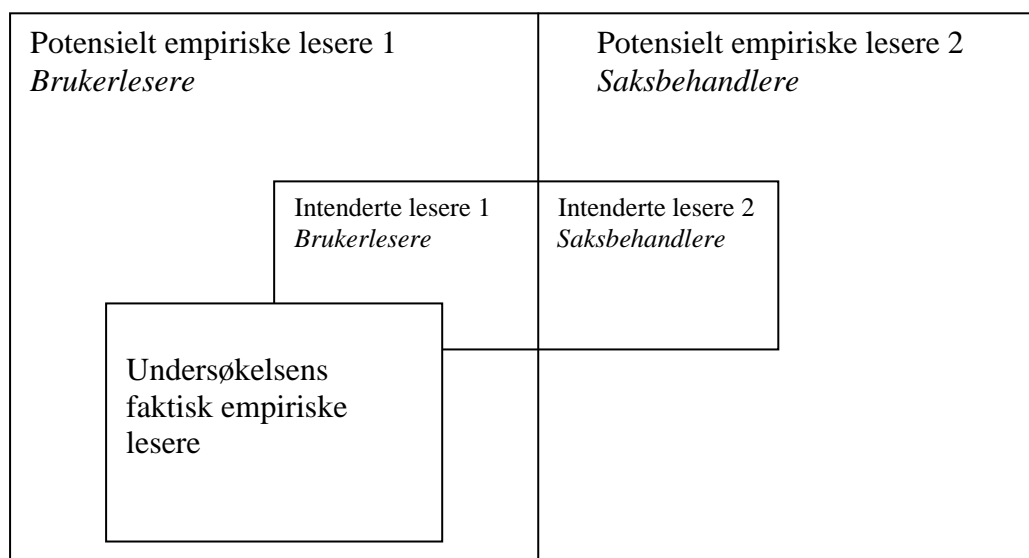 Potensielt empiriske lesere 1
Brukerlesere
Potensielt empiriske lesere 2
Saksbehandlere
Intenderte lesere 1
Brukerlesere
Intenderte lesere 2
Saksbehandlere
Undersøkelsens
faktisk empiriske
lesere